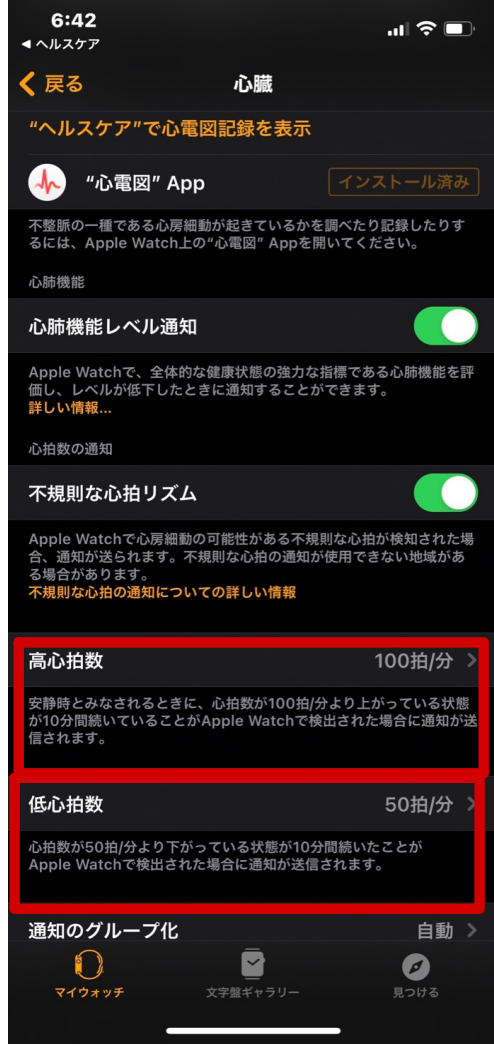 6:42
◀ ヘルスケア
戻る
心臓
“ヘルスケア”で心電図記録を表示
“心電図” App
インストール済み
不整脈の一種である心房細動が起きているかを調べたり記録したりす
るには、Apple Watch上の“心電図” Appを開いてください。
心肺機能
心肺機能レベル通知
Apple Watchで、全体的な健康状態の強力な指標である心肺機能を評
価し、レベルが低下したときに通知することができます。
詳しい情報...
心拍数の通知
不規則な心拍リズム
Apple Watchで心房細動の可能性がある不規則な心拍が検知された場
合、通知が送られます。不規則な心拍の通知が使用できない地域があ
る場合があります。
不規則な心拍の通知についての詳しい情報
高心拍数
100拍/分
安静時とみなされるときに、心拍数が100拍/分より上がっている状態
が10分間続いていることがApple Watchで検出された場合に通知が送
信されます。
低心拍数
50拍/分
心拍数が50拍/分より下がっている状態が10分間続いたことが
Apple Watchで検出された場合に通知が送信されます。
通知のグループ化
自動
マイウォッチ
文字盤ギャラリー
見つける